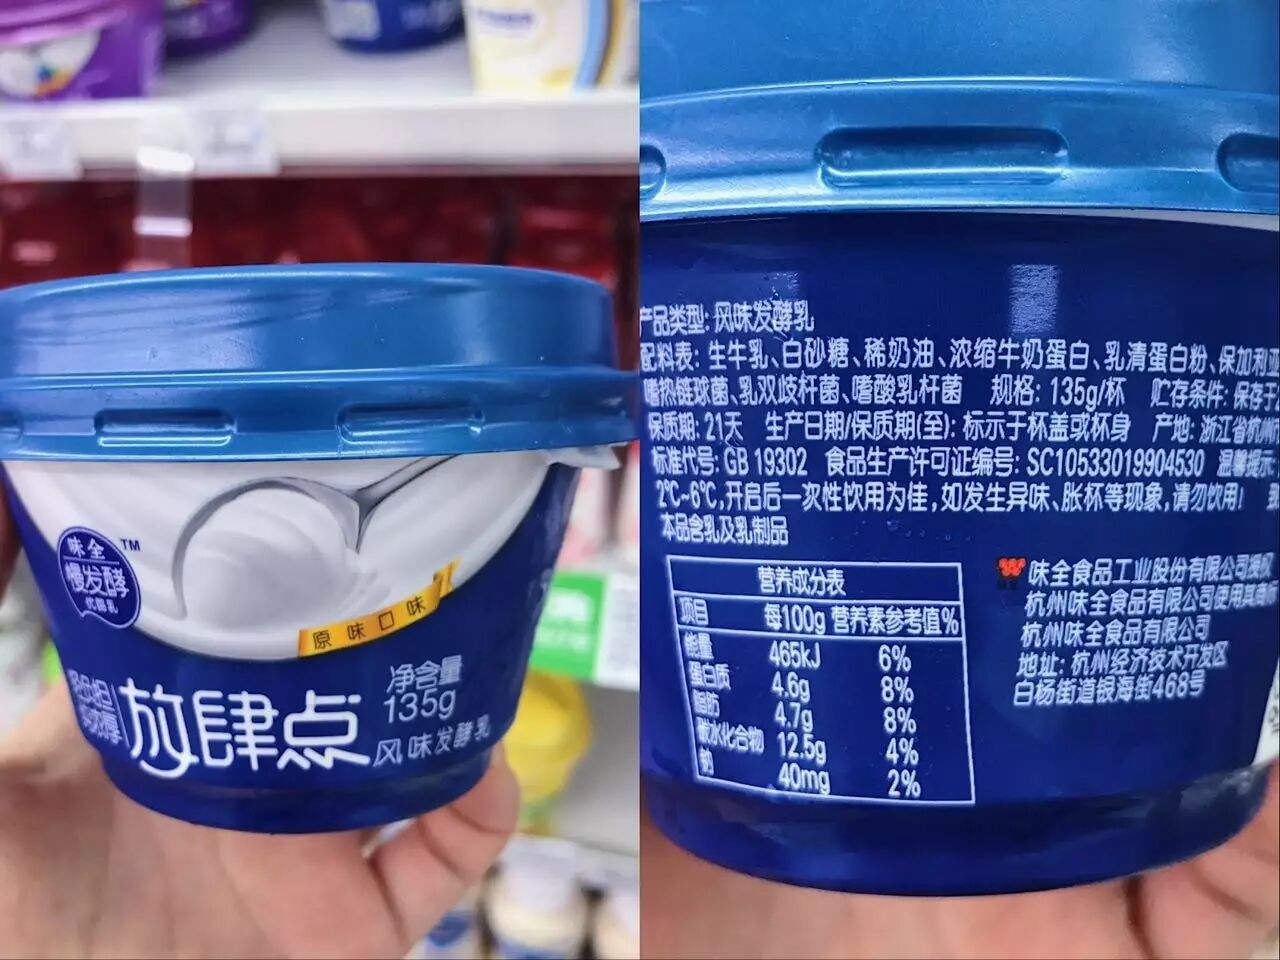 味全
TM
慢发酵
优酪乳
原味口味
放肆点
净含量
135g
风味发酵乳
产品类型: 风味发酵乳
配料表: 生牛乳、白砂糖、稀奶油、浓缩牛奶蛋白、乳清蛋白粉、保加利亚
嗜热链球菌、乳双歧杆菌、嗜酸乳杆菌 规格: 135g/杯 贮存条件: 保存于
保质期: 21天 生产日期/保质期(至): 标示于杯盖或杯身 产地: 浙江省杭州
标准代号: GB 19302 食品生产许可证编号: SC10533019904530 温馨提示:
2℃~6℃,开启后一次性饮用为佳,如发生异味、胀杯等现象,请勿饮用!
本品含乳及乳制品
营养成分表
项目 每100g 营养素参考值%
能量 465kJ 6%
蛋白质 4.6g 8%
脂肪 4.7g 8%
碳水化合物 12.5g 4%
钠 40mg 2%
味全食品工业股份有限公司授权
杭州味全食品有限公司使用其商标
杭州味全食品有限公司
地址: 杭州经济技术开发区
白杨街道银海街468号